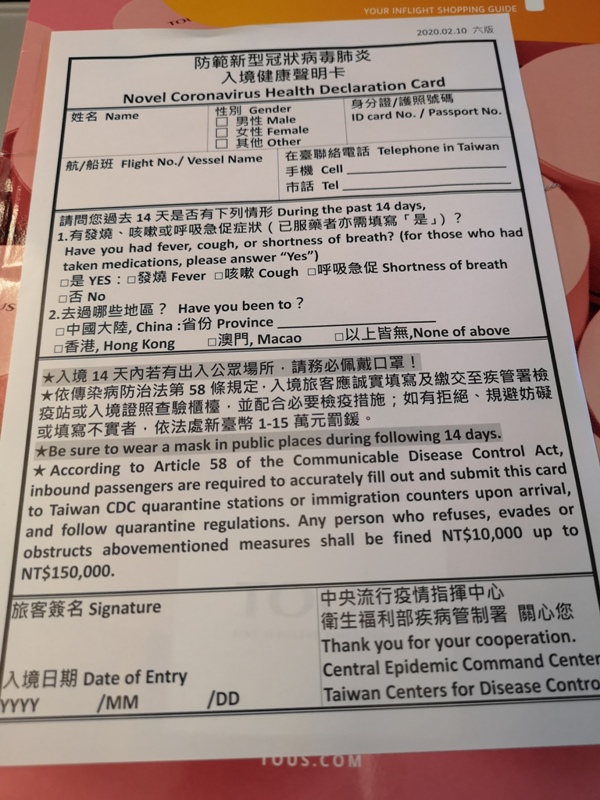 YOUR INFLIGHT SHOPPING GUIDE
2020.02.10 六版
防範新型冠狀病毒肺炎
入境健康聲明卡
Novel Coronavirus Health Declaration Card
姓名 Name
性別 Gender
□ 男性 Male
□ 女性 Female
□ 其他 Other
身分證/護照號碼
ID card No. / Passport No.
航/船班 Flight No./ Vessel Name
在臺聯絡電話 Telephone in Taiwan
手機 Cell
市話 Tel
請問您過去 14 天是否有下列情形 During the past 14 days,
1.有發燒、咳嗽或呼吸急促症狀（已服藥者亦需填寫「是」）？
Have you had fever, cough, or shortness of breath? (for those who had
taken medications, please answer “Yes”)
□是 YES：□發燒 Fever □咳嗽 Cough □呼吸急促 Shortness of breath
□否 No
2.去過哪些地區？ Have you been to？
□中國大陸, China :省份 Province
□香港, Hong Kong □澳門, Macao □以上皆無,None of above
★入境 14 天內若有出入公眾場所，請務必佩戴口罩！
★依傳染病防治法第 58 條規定，入境旅客應誠實填寫及繳交至疾管署檢
疫站或入境證照查驗櫃檯，並配合必要檢疫措施；如有拒絕、規避妨礙
或填寫不實者，依法處新臺幣 1-15 萬元罰鍰。
★Be sure to wear a mask in public places during following 14 days.
★ According to Article 58 of the Communicable Disease Control Act,
inbound passengers are required to accurately fill out and submit this card
to Taiwan CDC quarantine stations or immigration counters upon arrival,
and follow quarantine regulations. Any person who refuses, evades or
obstructs abovementioned measures shall be fined NT$10,000 up to
NT$150,000.
旅客簽名 Signature
入境日期 Date of Entry
YYYY /MM /DD
中央流行疫情指揮中心
衛生福利部疾病管制署 關心您
Thank you for your cooperation.
Central Epidemic Command Center
Taiwan Centers for Disease Contro
TOUS.COM